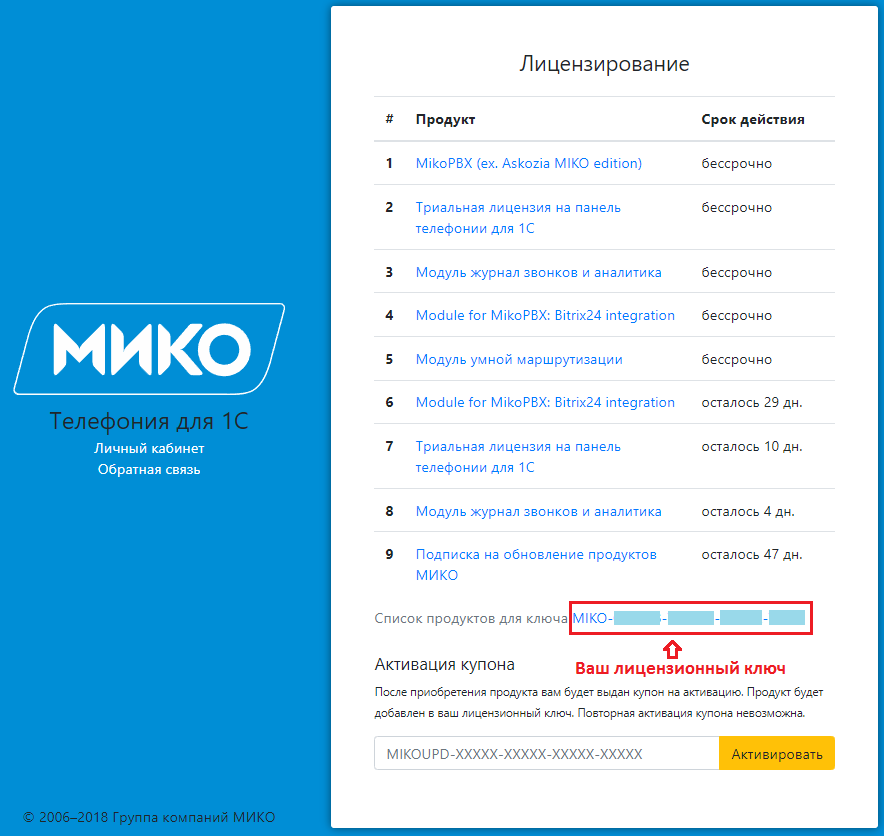 МИКО
Телефония для 1С
Личный кабинет
Обратная связь
© 2006–2018 Группа компаний МИКО
Лицензирование
# Продукт Срок действия
1 MikoPBX (ex. Askozia MIKO edition) бессрочно
2 Триальная лицензия на панель бессрочно
телефонии для 1С
3 Модуль журнал звонков и аналитика бессрочно
4 Module for MikoPBX: Bitrix24 integration бессрочно
5 Модуль умной маршрутизации бессрочно
6 Module for MikoPBX: Bitrix24 integration осталось 29 дн.
7 Триальная лицензия на панель осталось 10 дн.
телефонии для 1С
8 Модуль журнал звонков и аналитика осталось 4 дн.
9 Подписка на обновление продуктов осталось 47 дн.
МИКО
Список продуктов для ключа MIKO- - - -
Ваш лицензионный ключ
Активация купона
После приобретения продукта вам будет выдан купон на активацию. Продукт будет
добавлен в ваш лицензионный ключ. Повторная активация купона невозможна.
MIKOUPD-XXXXX-XXXXX-XXXXX-XXXXX Активировать